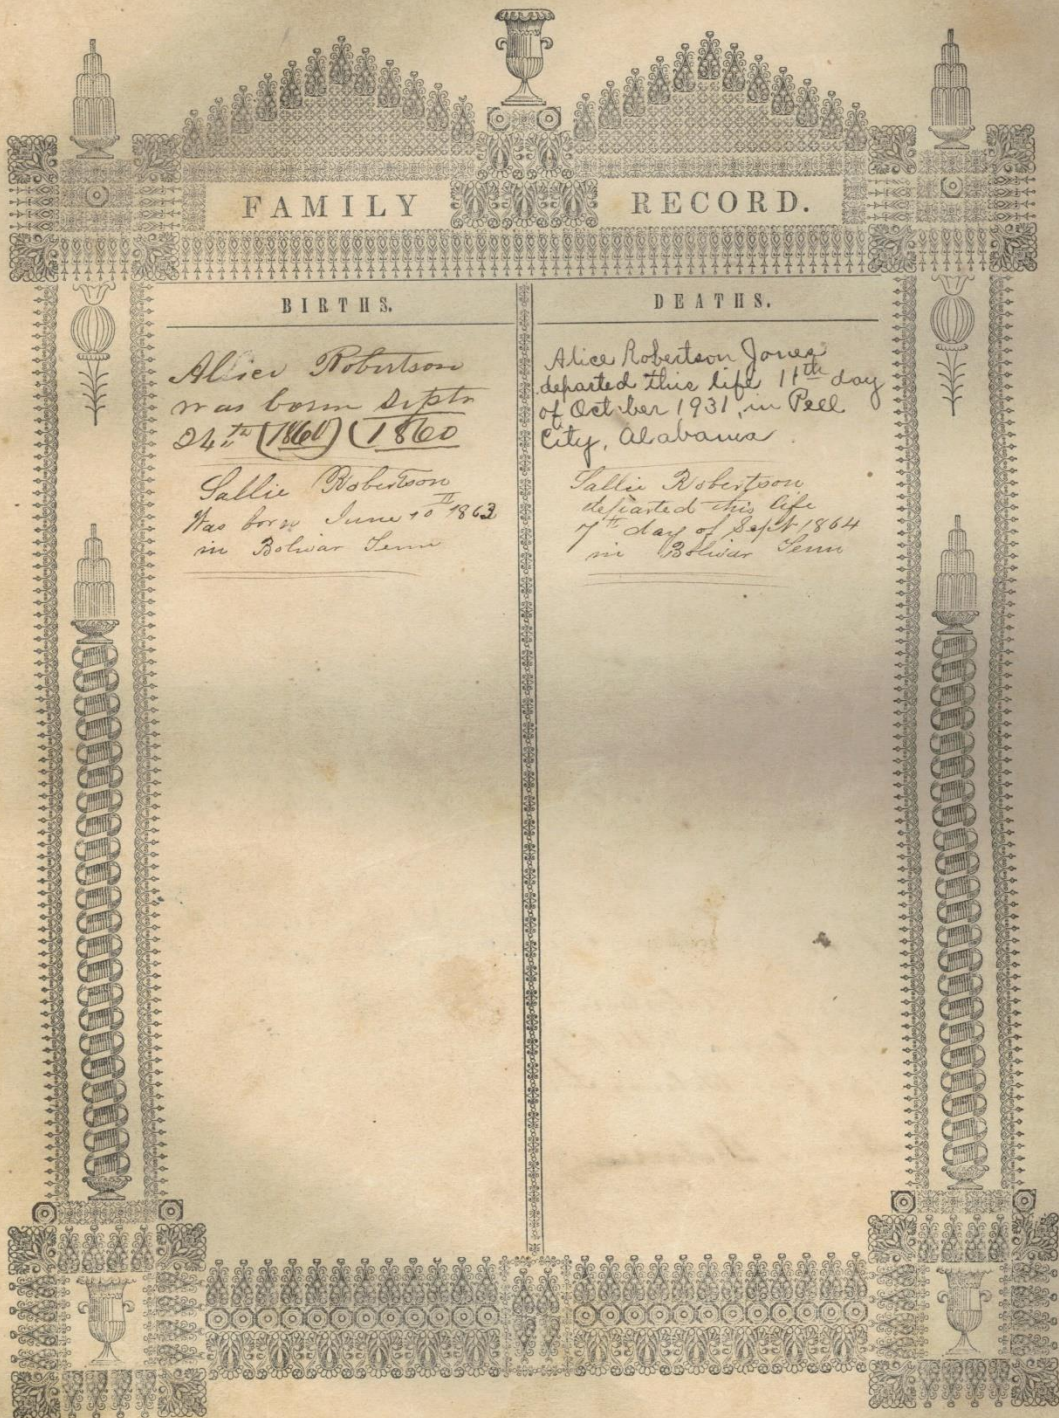 FAMILY RECORD.
BIRTHS.
Alice Robertson
was born Septr
24th (1860) (1860
Sallie Robertson
Was born June 10 1863
in Bolivar Tenn
DEATHS.
Alice Robertson Jones
departed this life 11th day
of October 1931, in Pell
City, Alabama
Sallie Robertson
departed this life
7th day of Sept 1864
in Bolivar Tenn